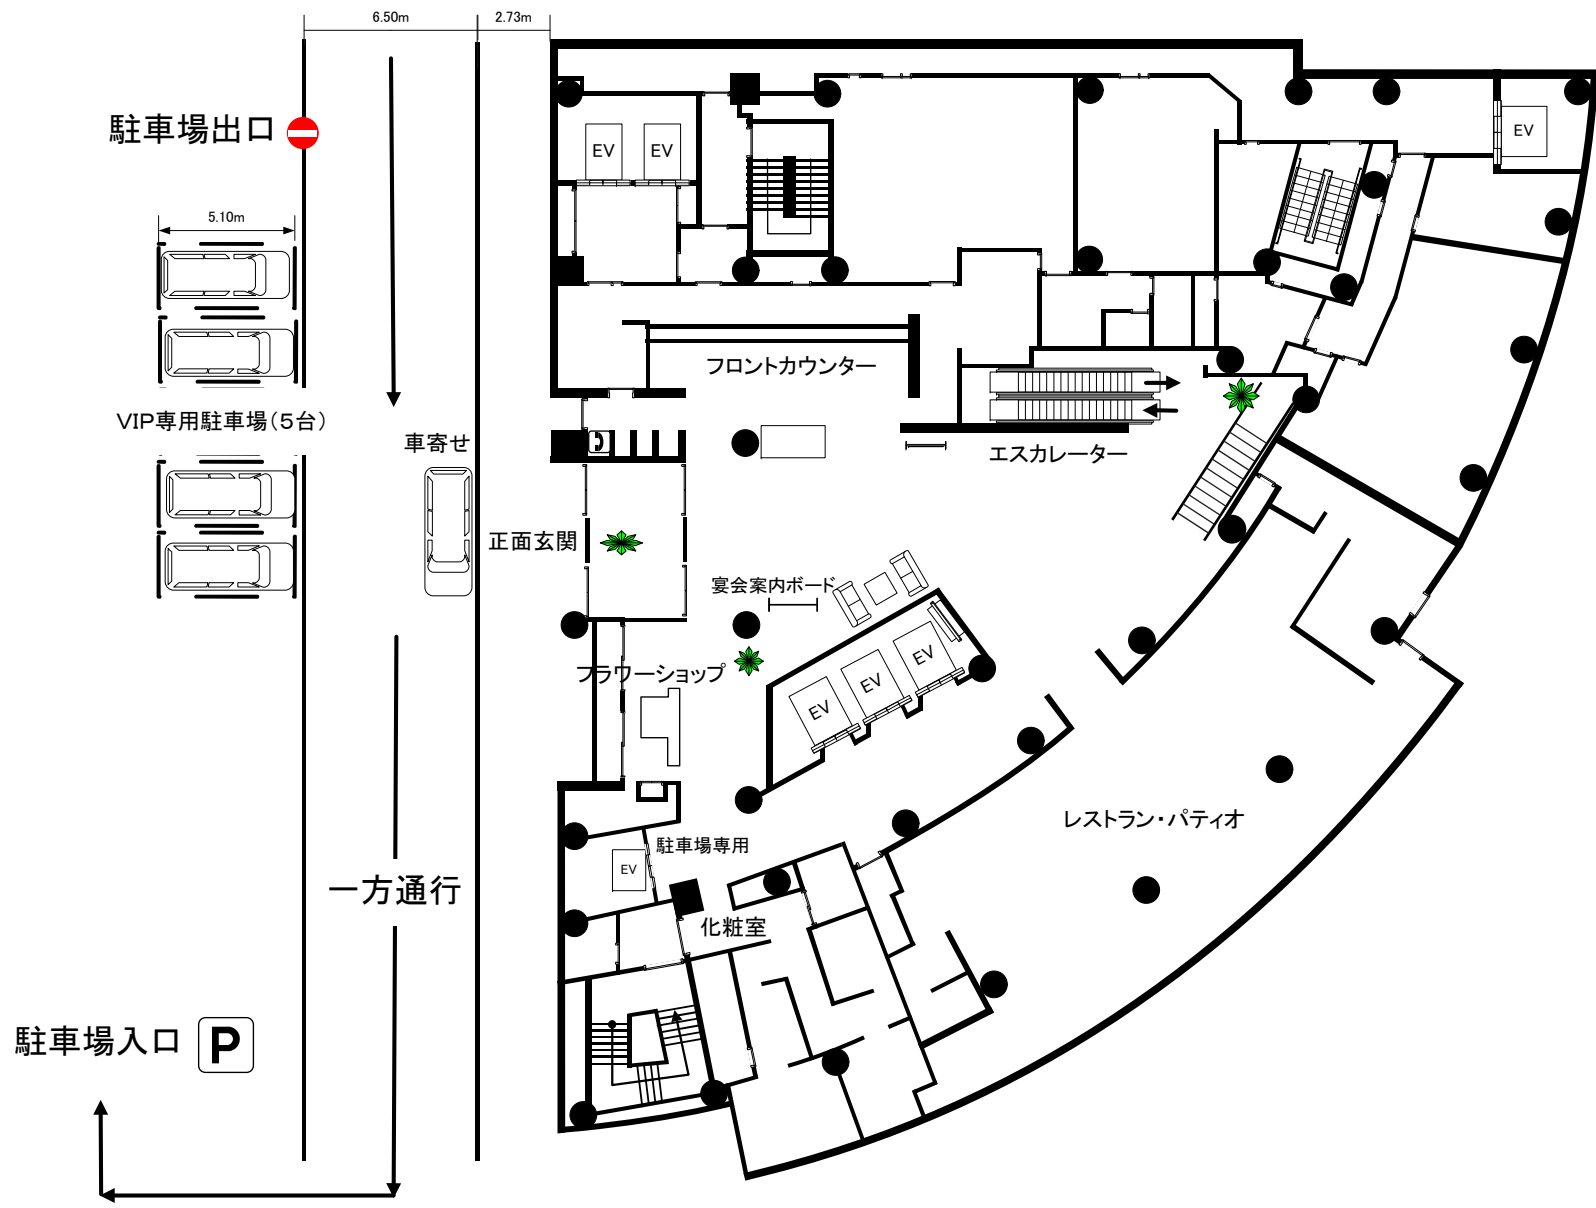 6.50m
2.73m
駐車場出口
EV
EV
EV
5.10m
フロントカウンター
VIP専用駐車場（5台）
車寄せ
エスカレーター
正面玄関
宴会案内ボード
フラワーショップ
EV
EV
EV
レストラン・パティオ
駐車場専用
EV
一方通行
化粧室
駐車場入口
P